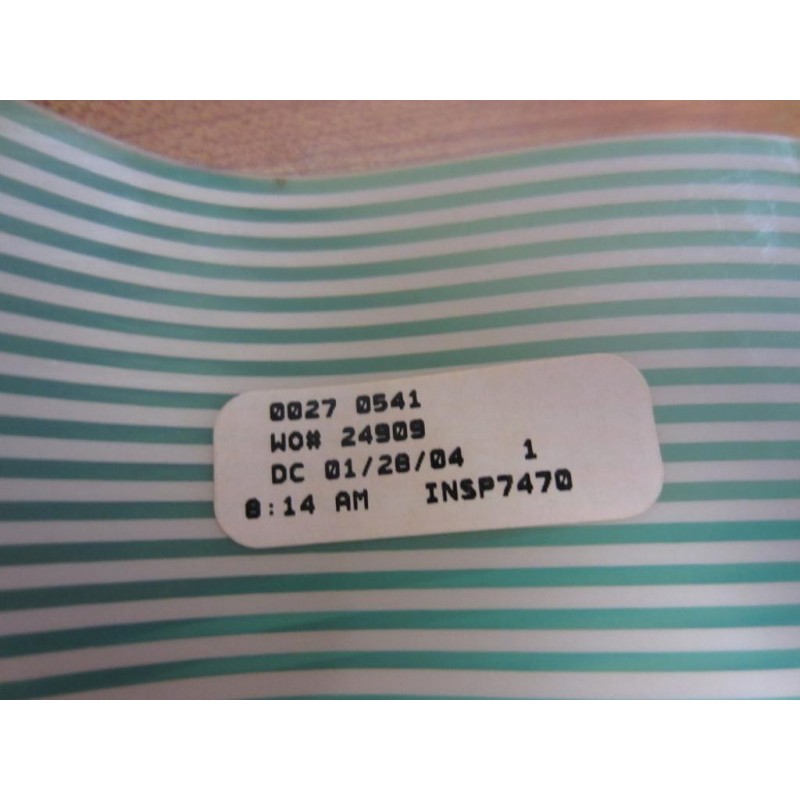 0027 0541
WO# 24909
DC 01/28/04 1
8:14 AM INSP7470